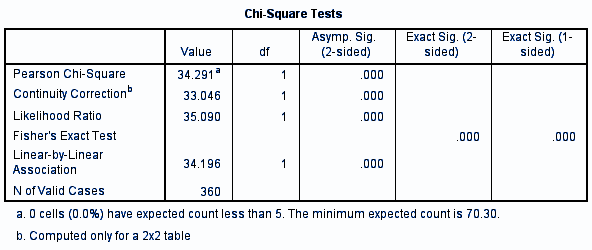 Chi-Square Tests
Value df Asymp. Sig. (2-sided) Exact Sig. (2-sided) Exact Sig. (1-sided)
Pearson Chi-Square 34.291a 1 .000
Continuity Correctionb 33.046 1 .000
Likelihood Ratio 35.090 1 .000
Fisher's Exact Test .000 .000
Linear-by-Linear Association 34.196 1 .000
N of Valid Cases 360
a. 0 cells (0.0%) have expected count less than 5. The minimum expected count is 70.30.
b. Computed only for a 2x2 table